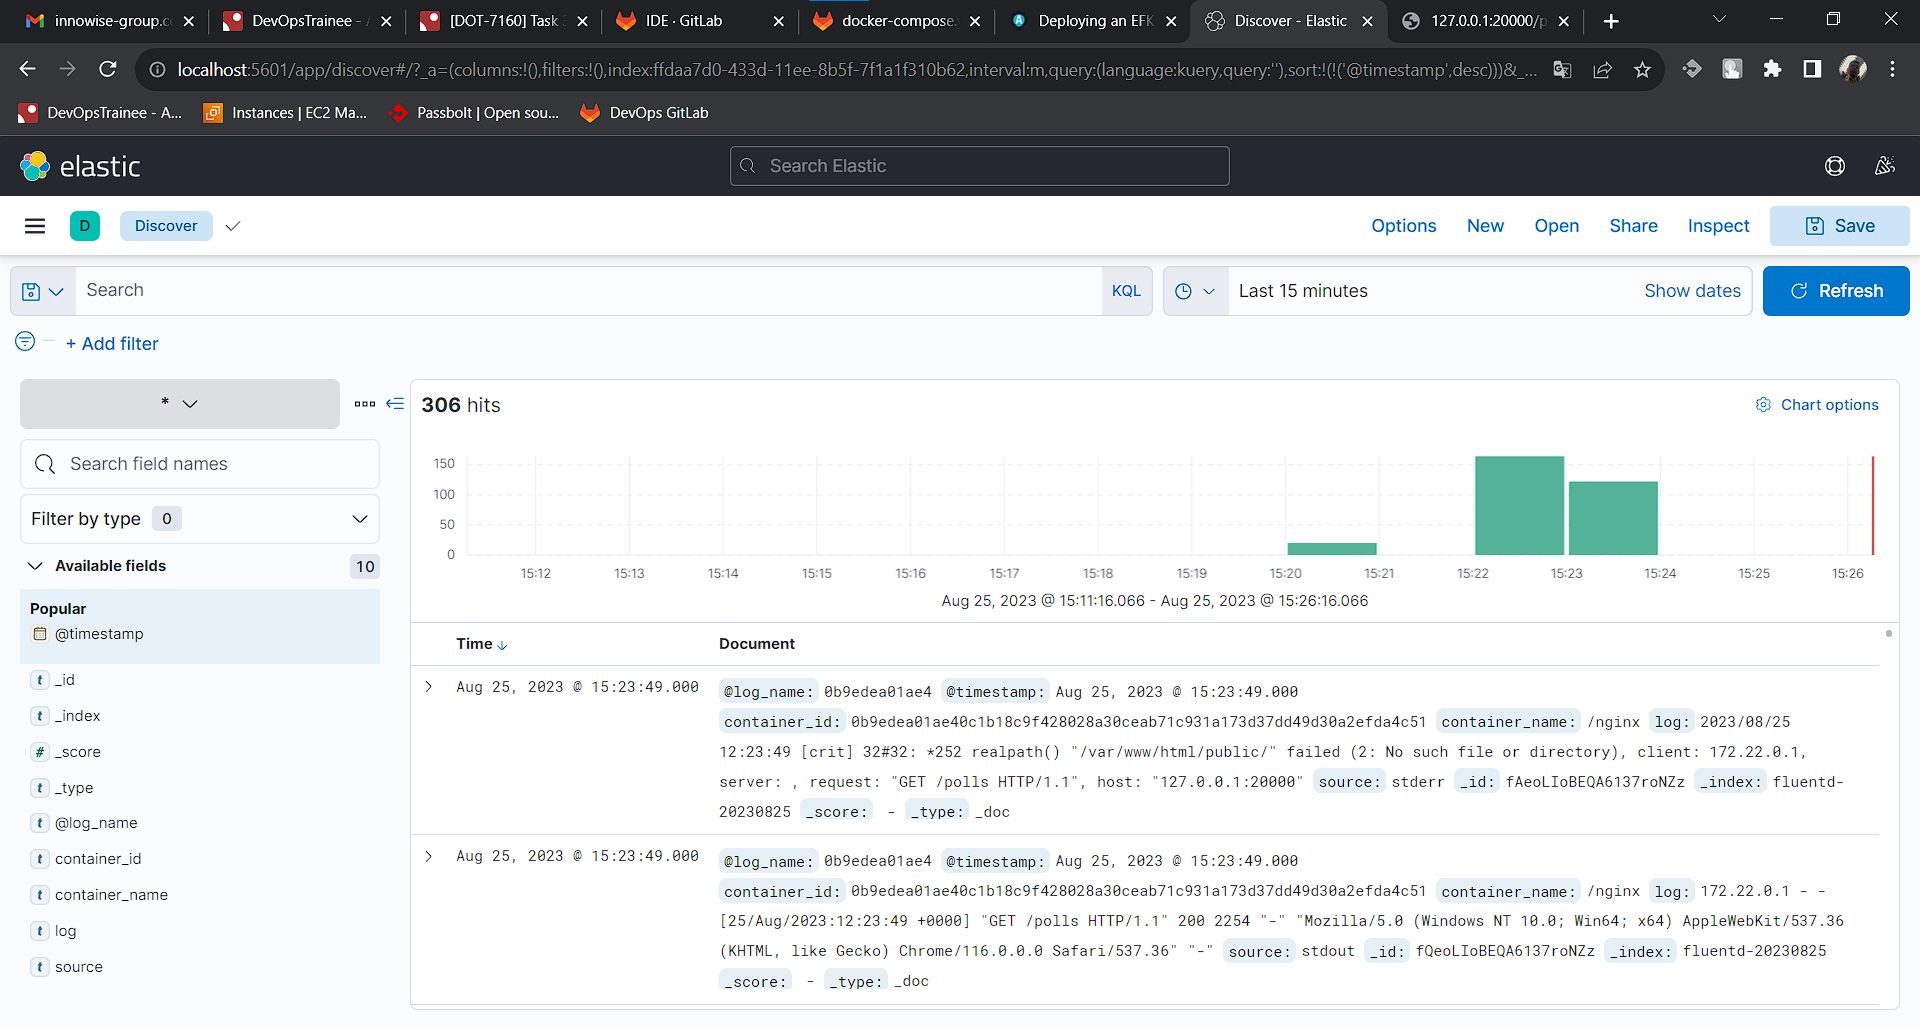 innowise-group.c
DevOpsTrainee - A
[DOT-7160] Task 3
IDE · GitLab
docker-compose.
Deploying an EFK
Discover - Elastic
127.0.0.1:20000/p
localhost:5601/app/discover#/?_a=(columns:!(),filters:!(),index:ffdaa7d0-433d-11ee-8b5f-7f1a1f310b62,interval:m,query:(language:kuery,query:''),sort:!(!('@timestamp',desc)))&_...
DevOpsTrainee - A...
Instances | EC2 Ma...
Passbolt | Open sou...
DevOps GitLab
elastic
Search Elastic
D
Discover
Options
New
Open
Share
Inspect
Save
Search
KQL
Last 15 minutes
Show dates
Refresh
+ Add filter
*
306 hits
Chart options
Search field names
Filter by type 0
Available fields 10
Popular
@timestamp
t _id
t _index
# _score
t _type
t @log_name
t container_id
t container_name
t log
t source
150
100
50
0
15:12 15:13 15:14 15:15 15:16 15:17 15:18 15:19 15:20 15:21 15:22 15:23 15:24 15:25 15:26
Aug 25, 2023 @ 15:11:16.066 - Aug 25, 2023 @ 15:26:16.066
Time Document
Aug 25, 2023 @ 15:23:49.000
@log_name: 0b9edea01ae4 @timestamp: Aug 25, 2023 @ 15:23:49.000
container_id: 0b9edea01ae40c1b18c9f428028a30ceab71c931a173d37dd49d30a2efda4c51 container_name: /nginx log: 2023/08/25
12:23:49 [crit] 32#32: *252 realpath() "/var/www/html/public/" failed (2: No such file or directory), client: 172.22.0.1,
server: , request: "GET /polls HTTP/1.1", host: "127.0.0.1:20000" source: stderr _id: fAeoLIoBEQA6137roNZz _index: fluentd-
20230825 _score: - _type: _doc
Aug 25, 2023 @ 15:23:49.000
@log_name: 0b9edea01ae4 @timestamp: Aug 25, 2023 @ 15:23:49.000
container_id: 0b9edea01ae40c1b18c9f428028a30ceab71c931a173d37dd49d30a2efda4c51 container_name: /nginx log: 172.22.0.1 - -
[25/Aug/2023:12:23:49 +0000] "GET /polls HTTP/1.1" 200 2254 "-" "Mozilla/5.0 (Windows NT 10.0; Win64; x64) AppleWebKit/537.36
(KHTML, like Gecko) Chrome/116.0.0.0 Safari/537.36" "-" source: stdout _id: fQeoLIoBEQA6137roNZz _index: fluentd-20230825
_score: - _type: _doc